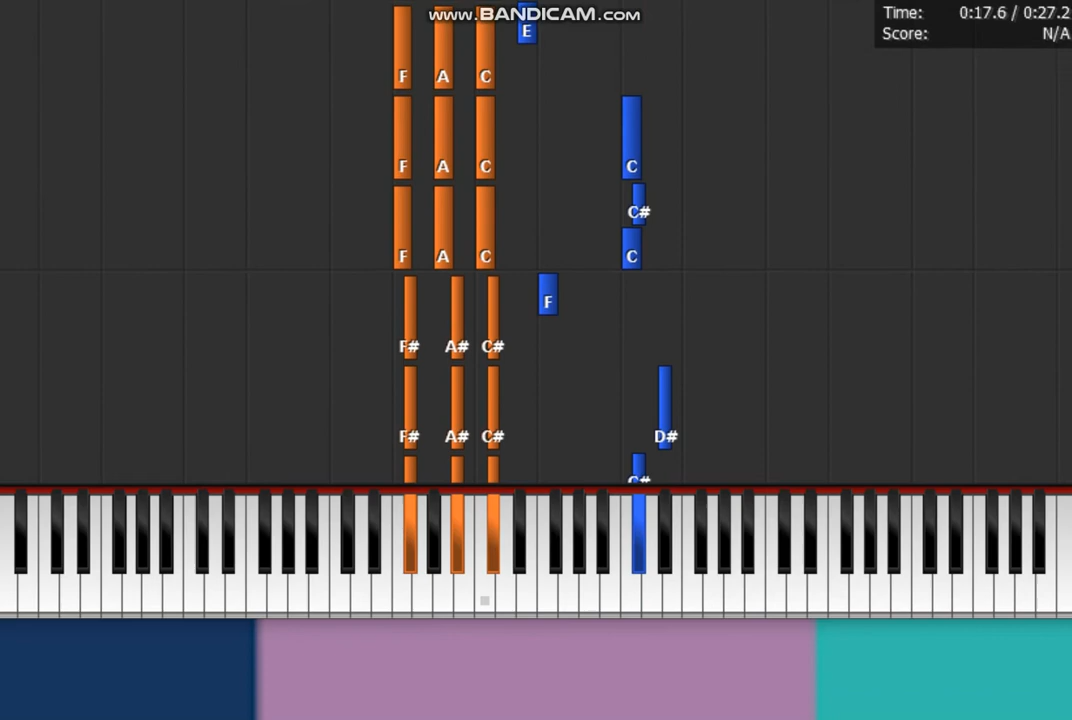 www.BANDICAM.com
Time: 0:17.6 / 0:27.2
Score: N/A
E
F A C
F A C C
C#
F A C C
F
F# A# C#
F# A# C# D#
C#